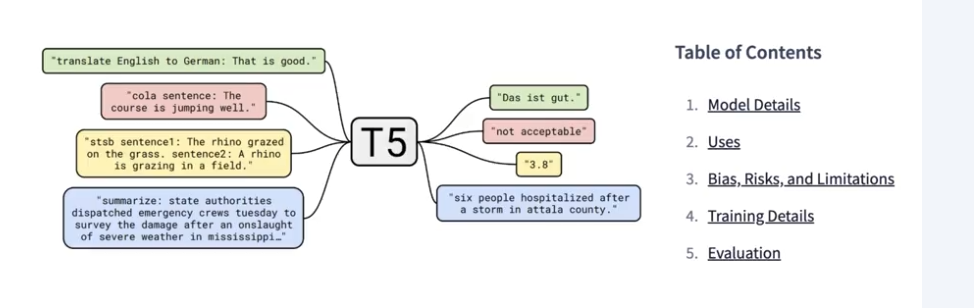 "translate English to German: That is good."
"cola sentence: The
course is jumping well."
"stsb sentence1: The rhino grazed
on the grass. sentence2: A rhino
is grazing in a field."
"summarize: state authorities
dispatched emergency crews tuesday to
survey the damage after an onslaught
of severe weather in mississippi…"
T5
"Das ist gut."
"not acceptable"
"3.8"
"six people hospitalized after
a storm in attala county."
Table of Contents
1. Model Details
2. Uses
3. Bias, Risks, and Limitations
4. Training Details
5. Evaluation